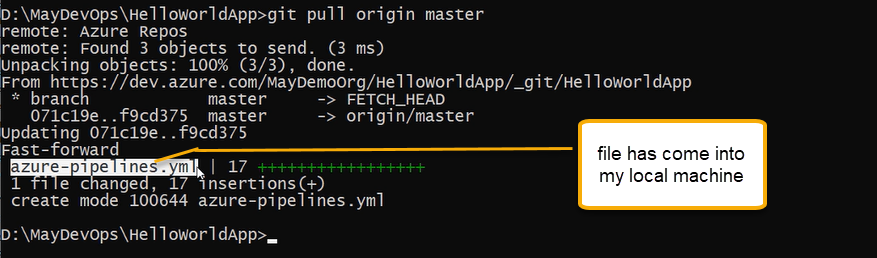 D:\MayDevOps\HelloWorldApp>git pull origin master
remote: Azure Repos
remote: Found 3 objects to send. (3 ms)
Unpacking objects: 100% (3/3), done.
From https://dev.azure.com/MayDemoOrg/HelloWorldApp/_git/HelloWorldApp
 * branch            master     -> FETCH_HEAD
   071c19e..f9cd375  master     -> origin/master
Updating 071c19e..f9cd375
Fast-forward
 azure-pipelines.yml | 17 +++++++++++++++++
 1 file changed, 17 insertions(+)
 create mode 100644 azure-pipelines.yml
D:\MayDevOps\HelloWorldApp>_
file has come into
my local machine